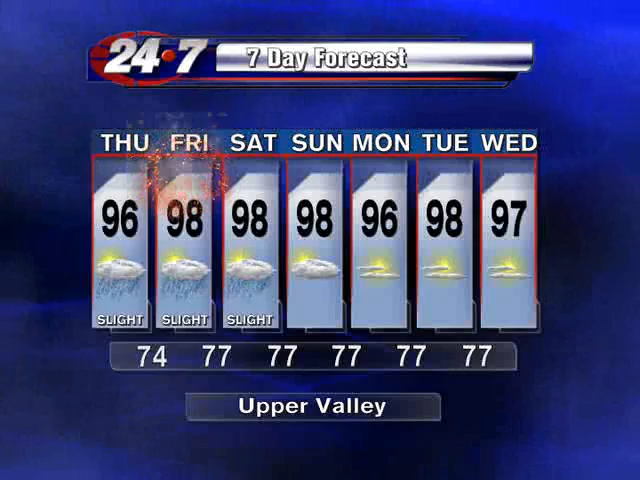 24·7 7 Day Forecast
THU FRI SAT SUN MON TUE WED
96 98 98 98 96 98 97
SLIGHT SLIGHT SLIGHT
74 77 77 77 77 77
Upper Valley